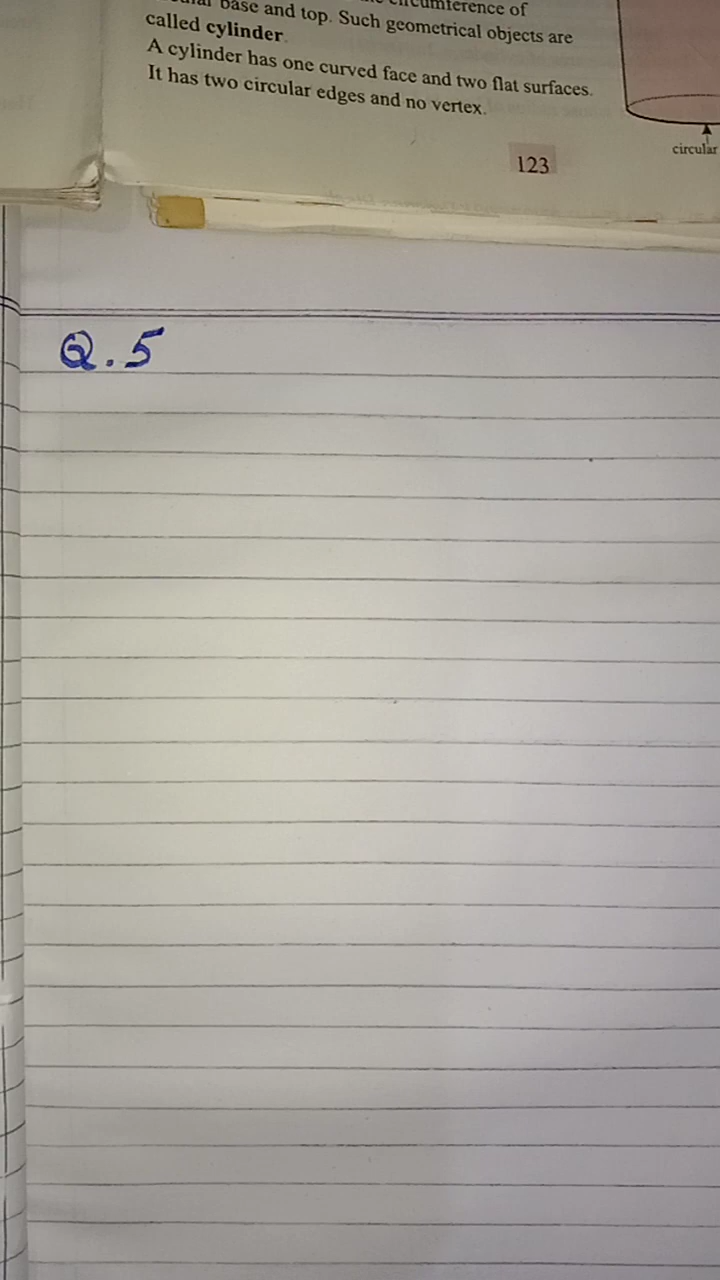 base and top. Such geometrical objects are
called cylinder.
A cylinder has one curved face and two flat surfaces.
It has two circular edges and no vertex.
circular
123
Q.5